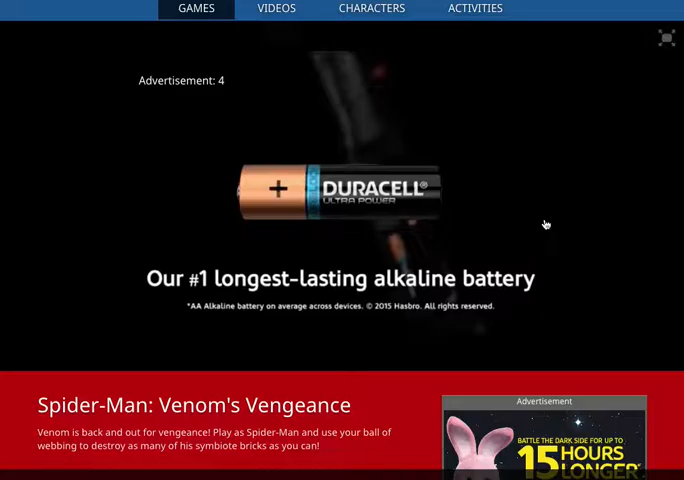 GAMES VIDEOS CHARACTERS ACTIVITIES
Advertisement: 4
+ DURACELL®
ULTRA POWER
Our #1 longest-lasting alkaline battery
*AA Alkaline battery on average across devices. © 2015 Hasbro. All rights reserved.
Spider-Man: Venom's Vengeance
Venom is back and out for vengeance! Play as Spider-Man and use your ball of
webbing to destroy as many of his symbiote bricks as you can!
Advertisement
BATTLE THE DARK SIDE FOR UP TO
15 HOURS
LONGER